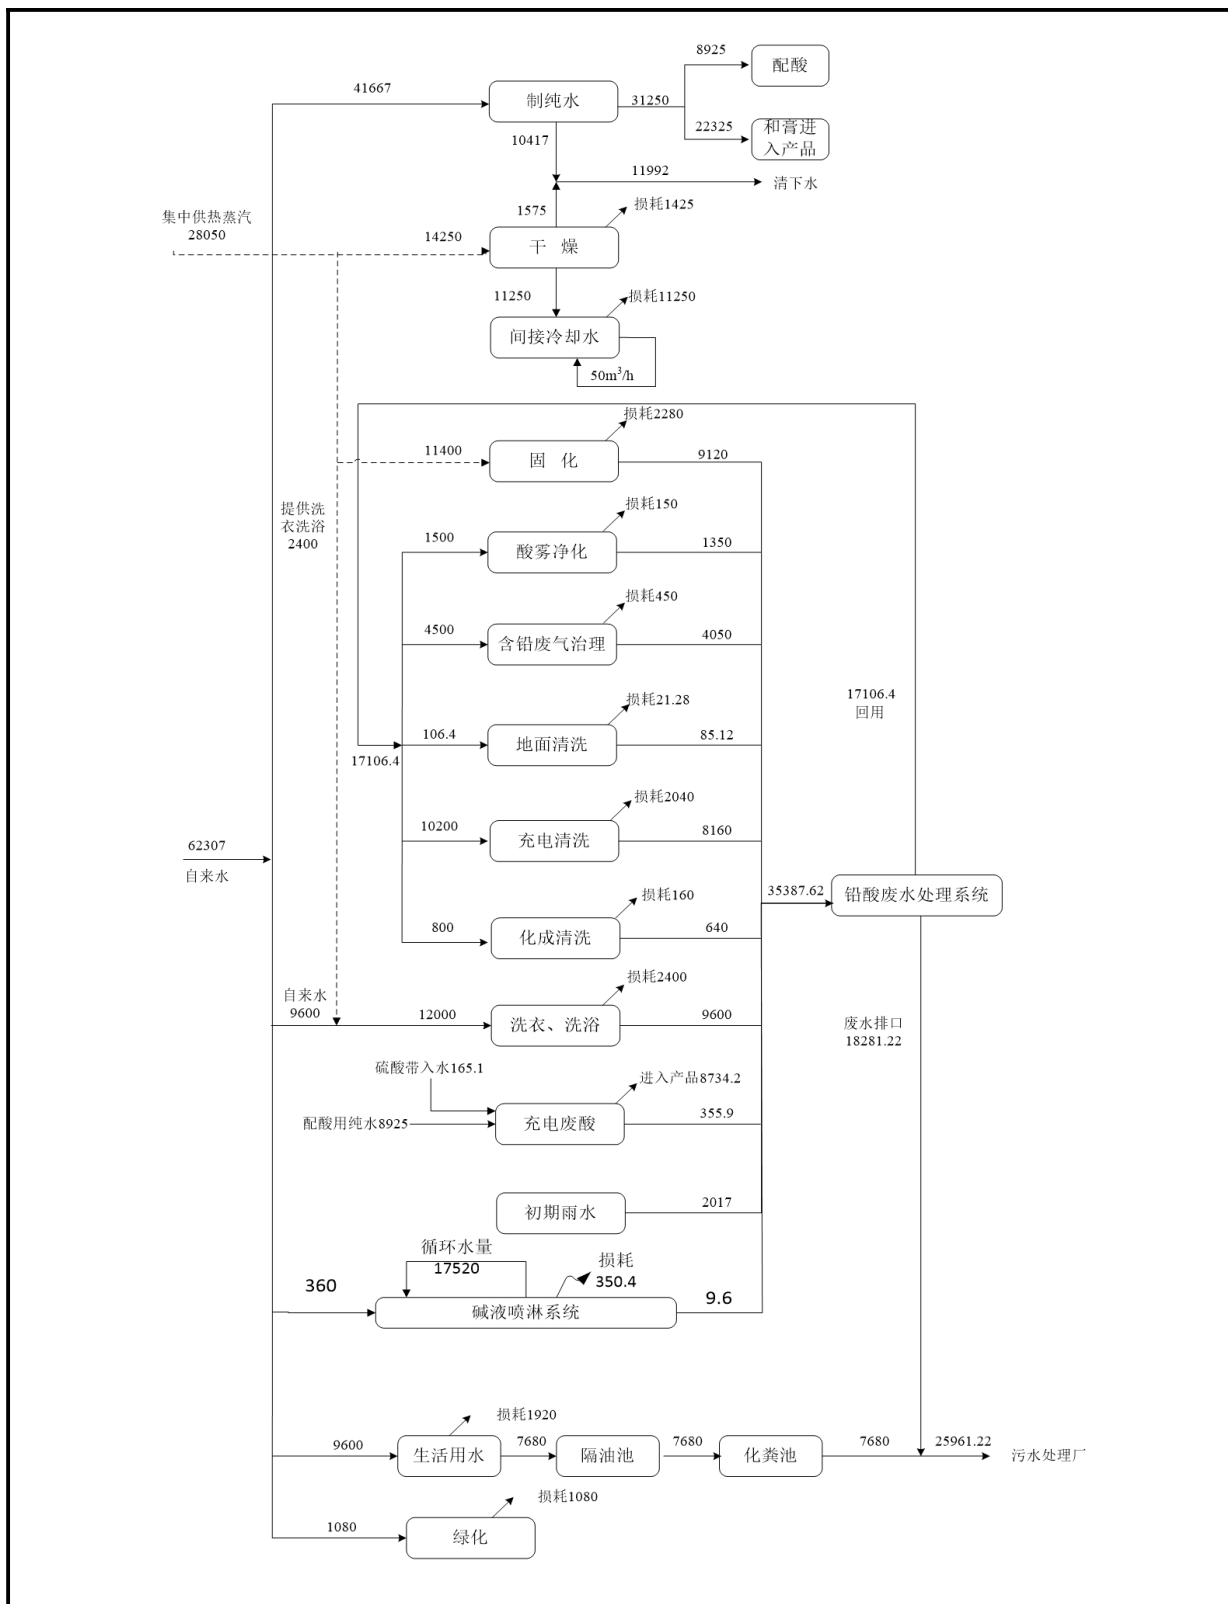 8925
配酸
41667
制纯水
31250
22325
和膏进
入产品
10417
11992
清下水
1575
损耗1425
集中供热蒸汽
28050
14250
干 燥
11250
损耗11250
间接冷却水
50m³/h
损耗2280
11400
固 化
9120
提供洗
衣洗浴
2400
损耗150
1500
酸雾净化
1350
损耗450
4500
含铅废气治理
4050
17106.4
回用
损耗21.28
106.4
地面清洗
85.12
17106.4
损耗2040
10200
充电清洗
8160
62307
自来水
损耗160
35387.62
铅酸废水处理系统
800
化成清洗
640
损耗2400
自来水
9600
12000
洗衣、洗浴
9600
废水排口
18281.22
硫酸带入水165.1
进入产品8734.2
配酸用纯水8925
充电废酸
355.9
初期雨水
2017
循环水量
17520
损耗
350.4
360
碱液喷淋系统
9.6
损耗1920
9600
生活用水
7680
隔油池
7680
化粪池
7680
25961.22
污水处理厂
损耗1080
1080
绿化